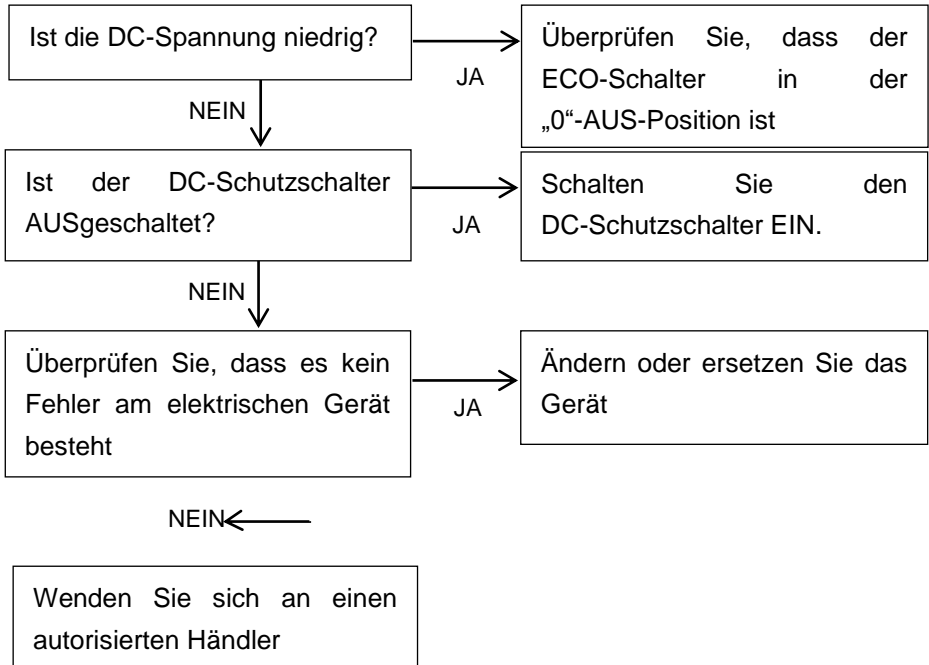 Ist die DC-Spannung niedrig?
JA
Überprüfen Sie, dass der
ECO-Schalter in der
„0“-AUS-Position ist
NEIN
Ist der DC-Schutzschalter
AUSgeschaltet?
JA
Schalten Sie den
DC-Schutzschalter EIN.
NEIN
Überprüfen Sie, dass es kein
Fehler am elektrischen Gerät
besteht
JA
Ändern oder ersetzen Sie das
Gerät
NEIN
Wenden Sie sich an einen
autorisierten Händler